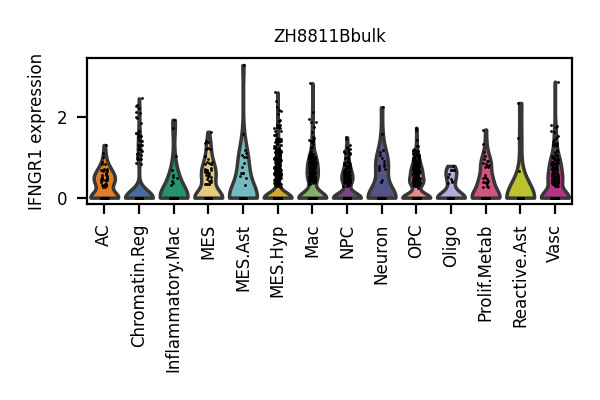 ZH8811Bbulk
IFNGR1 expression
2
0
AC
Chromatin.Reg
Inflammatory.Mac
MES
MES.Ast
MES.Hyp
Mac
NPC
Neuron
OPC
Oligo
Prolif.Metab
Reactive.Ast
Vasc